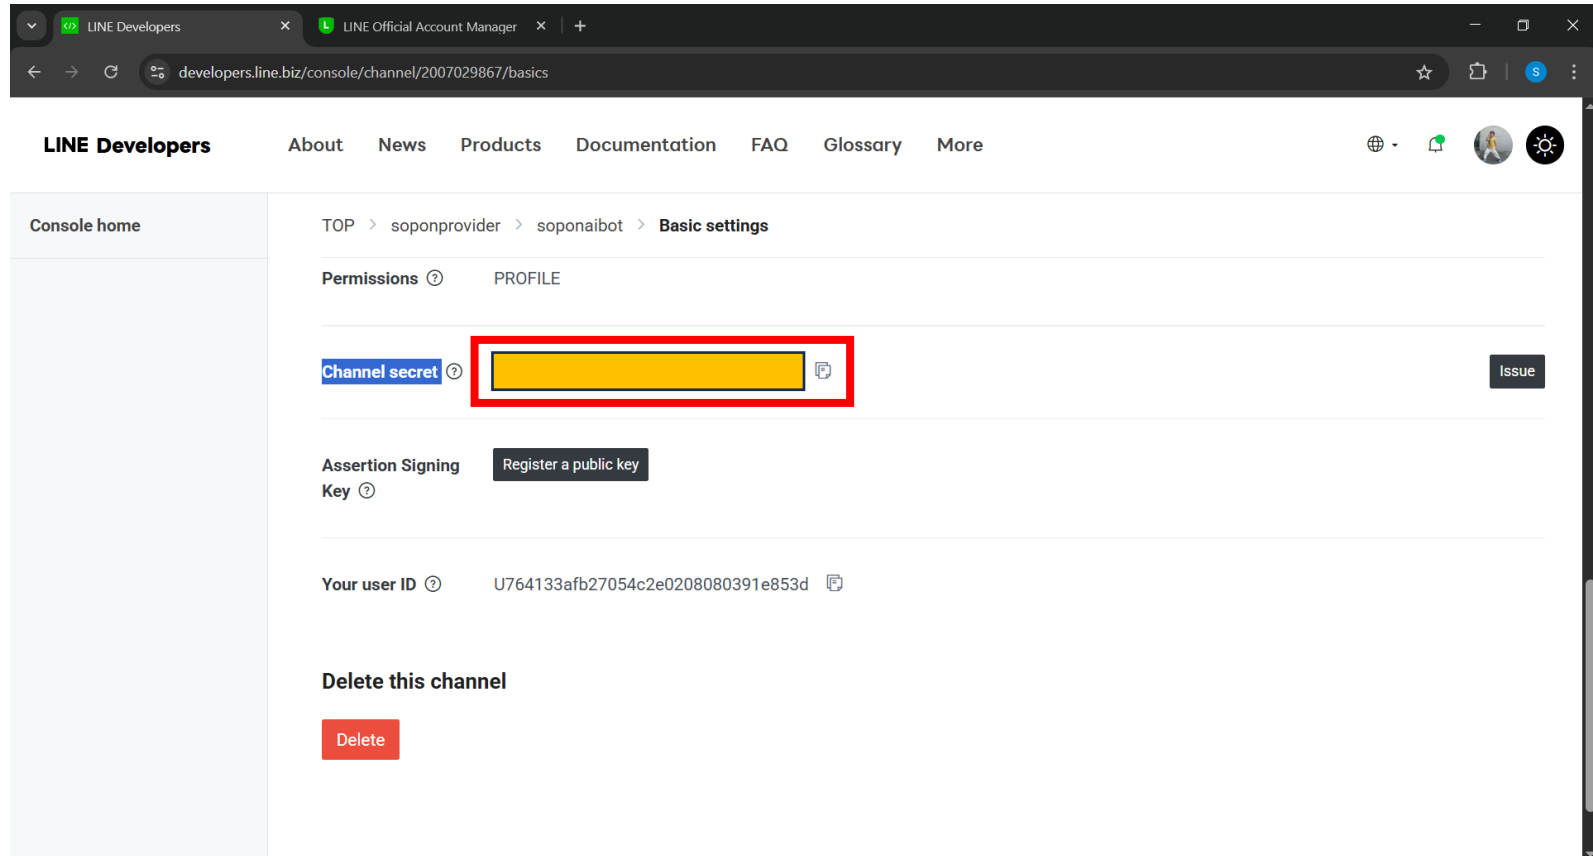 LINE Developers
LINE Official Account Manager
developers.line.biz/console/channel/2007029867/basics
S
LINE Developers
About News Products Documentation FAQ Glossary More
Console home
TOP > soponprovider > soponaibot > Basic settings
Permissions ? PROFILE
Channel secret ?
Issue
Assertion Signing Key ?
Register a public key
Your user ID ? U764133afb27054c2e0208080391e853d
Delete this channel
Delete